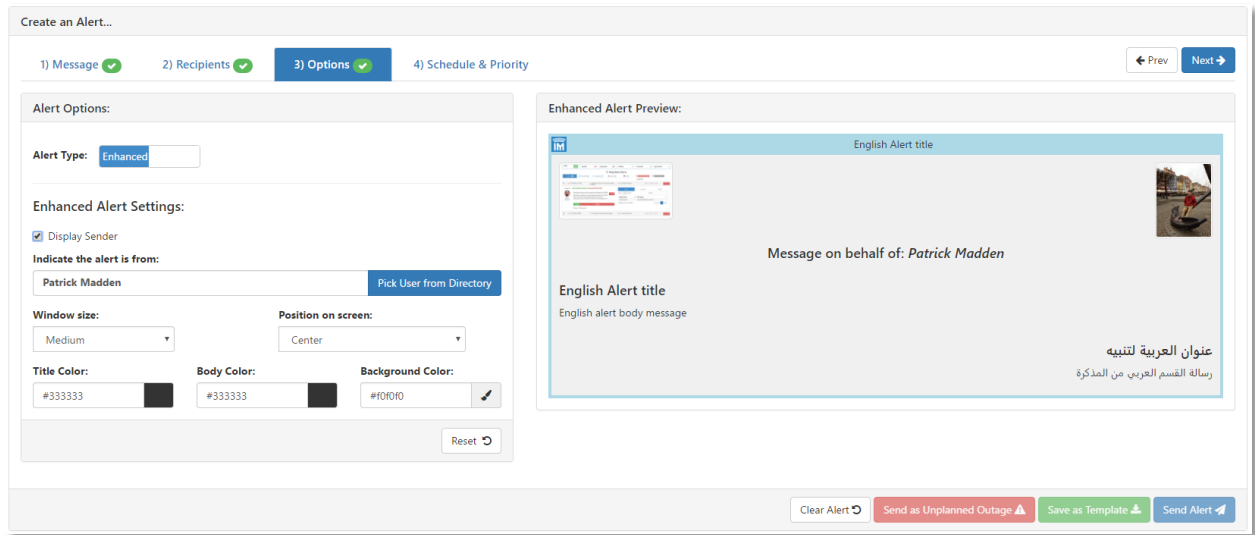 Create an Alert...
1) Message 2) Recipients 3) Options 4) Schedule & Priority Prev Next
Alert Options:
Alert Type: Enhanced
Enhanced Alert Settings:
Display Sender
Indicate the alert is from:
Patrick Madden Pick User from Directory
Window size: Position on screen:
Medium Center
Title Color: Body Color: Background Color:
#333333 #333333 #f0f0f0
Reset
Enhanced Alert Preview:
IM English Alert title
Message on behalf of: Patrick Madden
English Alert title
English alert body message
عنوان العربية لتنبيه
رسالة القسم العربي من المذكرة
Clear Alert Send as Unplanned Outage Save as Template Send Alert